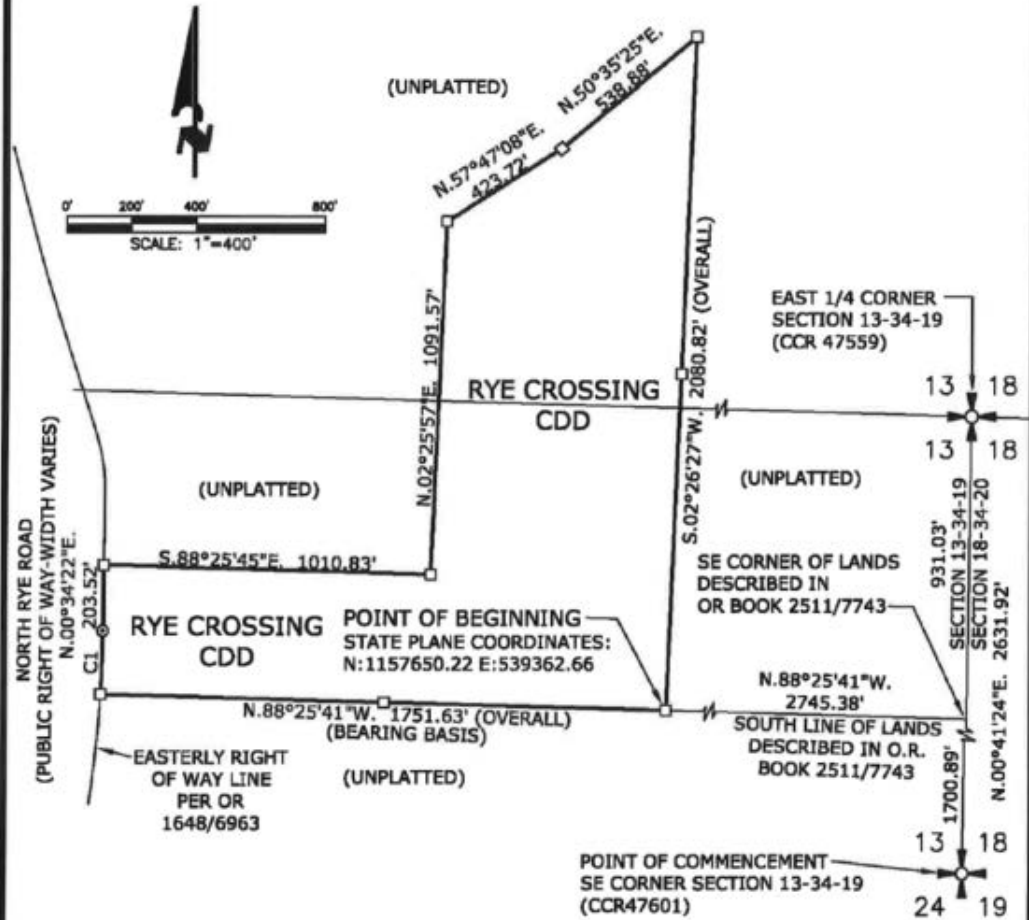 (UNPLATTED)
N.50°35'25"E.
538.88'
N.57°47'08"E.
423.72'
0' 200' 400' 800'
SCALE: 1"=400'
N.02°25'57"E. 1091.57'
S.02°26'27"W. 2080.82' (OVERALL)
EAST 1/4 CORNER
SECTION 13-34-19
(CCR 47559)
13 18
13 18
RYE CROSSING
CDD
(UNPLATTED)
(UNPLATTED)
NORTH RYE ROAD
(PUBLIC RIGHT OF WAY-WIDTH VARIES)
N.00°34'22"E.
203.52'
C1
S.88°25'45"E. 1010.83'
SE CORNER OF LANDS
DESCRIBED IN
OR BOOK 2511/7743
931.03'
SECTION 13-34-19
SECTION 18-34-20
N.00°41'24"E. 2631.92'
RYE CROSSING
CDD
POINT OF BEGINNING
STATE PLANE COORDINATES:
N:1157650.22 E:539362.66
N.88°25'41"W. 1751.63' (OVERALL)
(BEARING BASIS)
N.88°25'41"W.
2745.38'
SOUTH LINE OF LANDS
DESCRIBED IN O.R.
BOOK 2511/7743
1700.89'
EASTERLY RIGHT
OF WAY LINE
PER OR
1648/6963
(UNPLATTED)
POINT OF COMMENCEMENT
SE CORNER SECTION 13-34-19
(CCR47601)
13 18
24 19